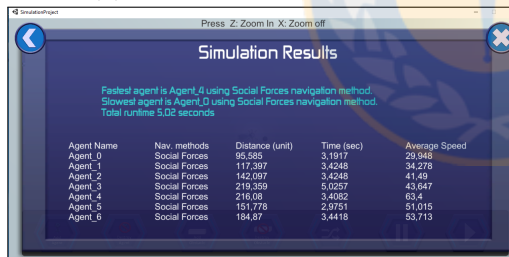 SimulationProject
Press Z: Zoom In X: Zoom off
Simulation Results
Fastest agent is Agent_4 using Social Forces navigation method.
Slowest agent is Agent_0 using Social Forces navigation method.
Total runtime 5,02 seconds
Agent Name Nav. methods Distance (unit) Time (sec) Average Speed
Agent_0 Social Forces 95,585 3,1917 29,948
Agent_1 Social Forces 117,397 3,4248 34,278
Agent_2 Social Forces 142,097 3,4248 41,49
Agent_3 Social Forces 219,359 5,0257 43,647
Agent_4 Social Forces 216,08 3,4082 63,4
Agent_5 Social Forces 151,778 2,9751 51,015
Agent_6 Social Forces 184,87 3,4418 53,713